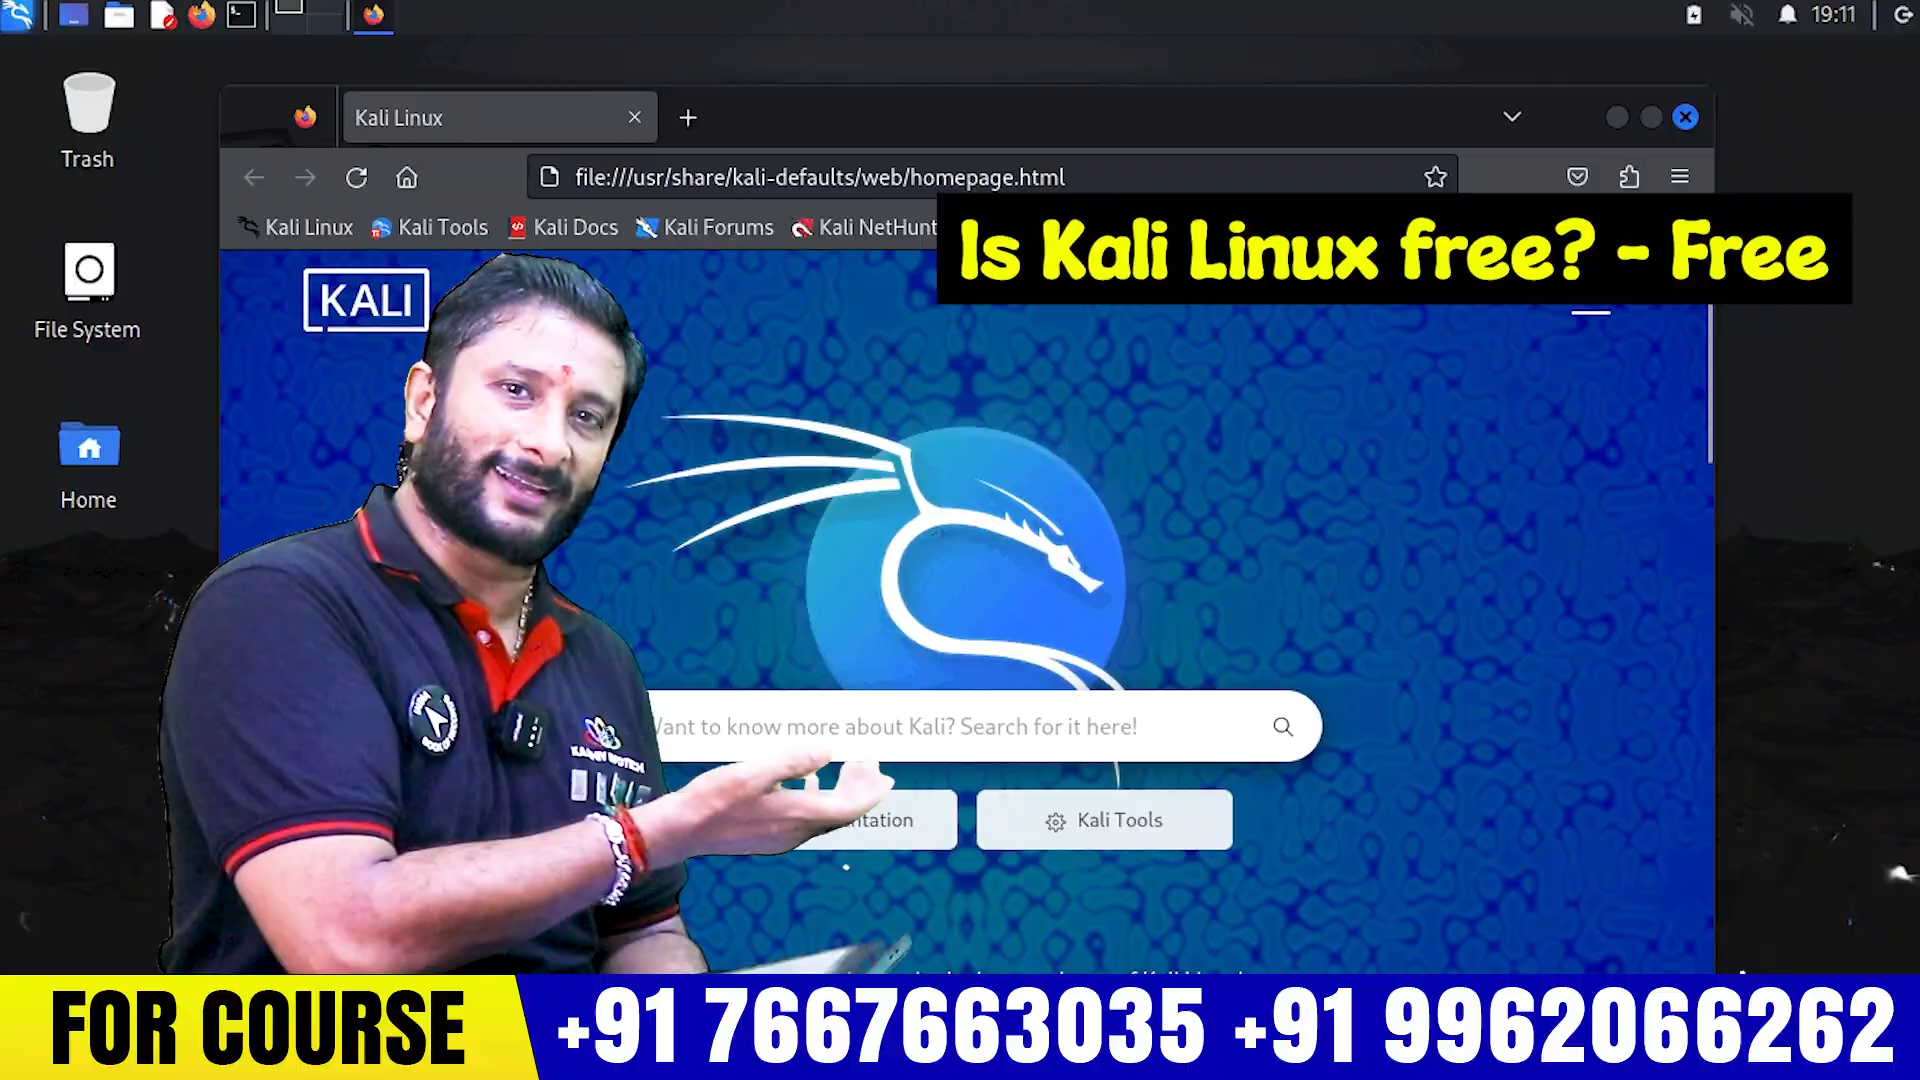 19:11
Trash
File System
Home
Kali Linux
file:///usr/share/kali-defaults/web/homepage.html
Kali Linux Kali Tools Kali Docs Kali Forums Kali NetHunt
Is Kali Linux free? - Free
KALI
Want to know more about Kali? Search for it here!
ntation
Kali Tools
FOR COURSE +91 7667663035 +91 9962066262